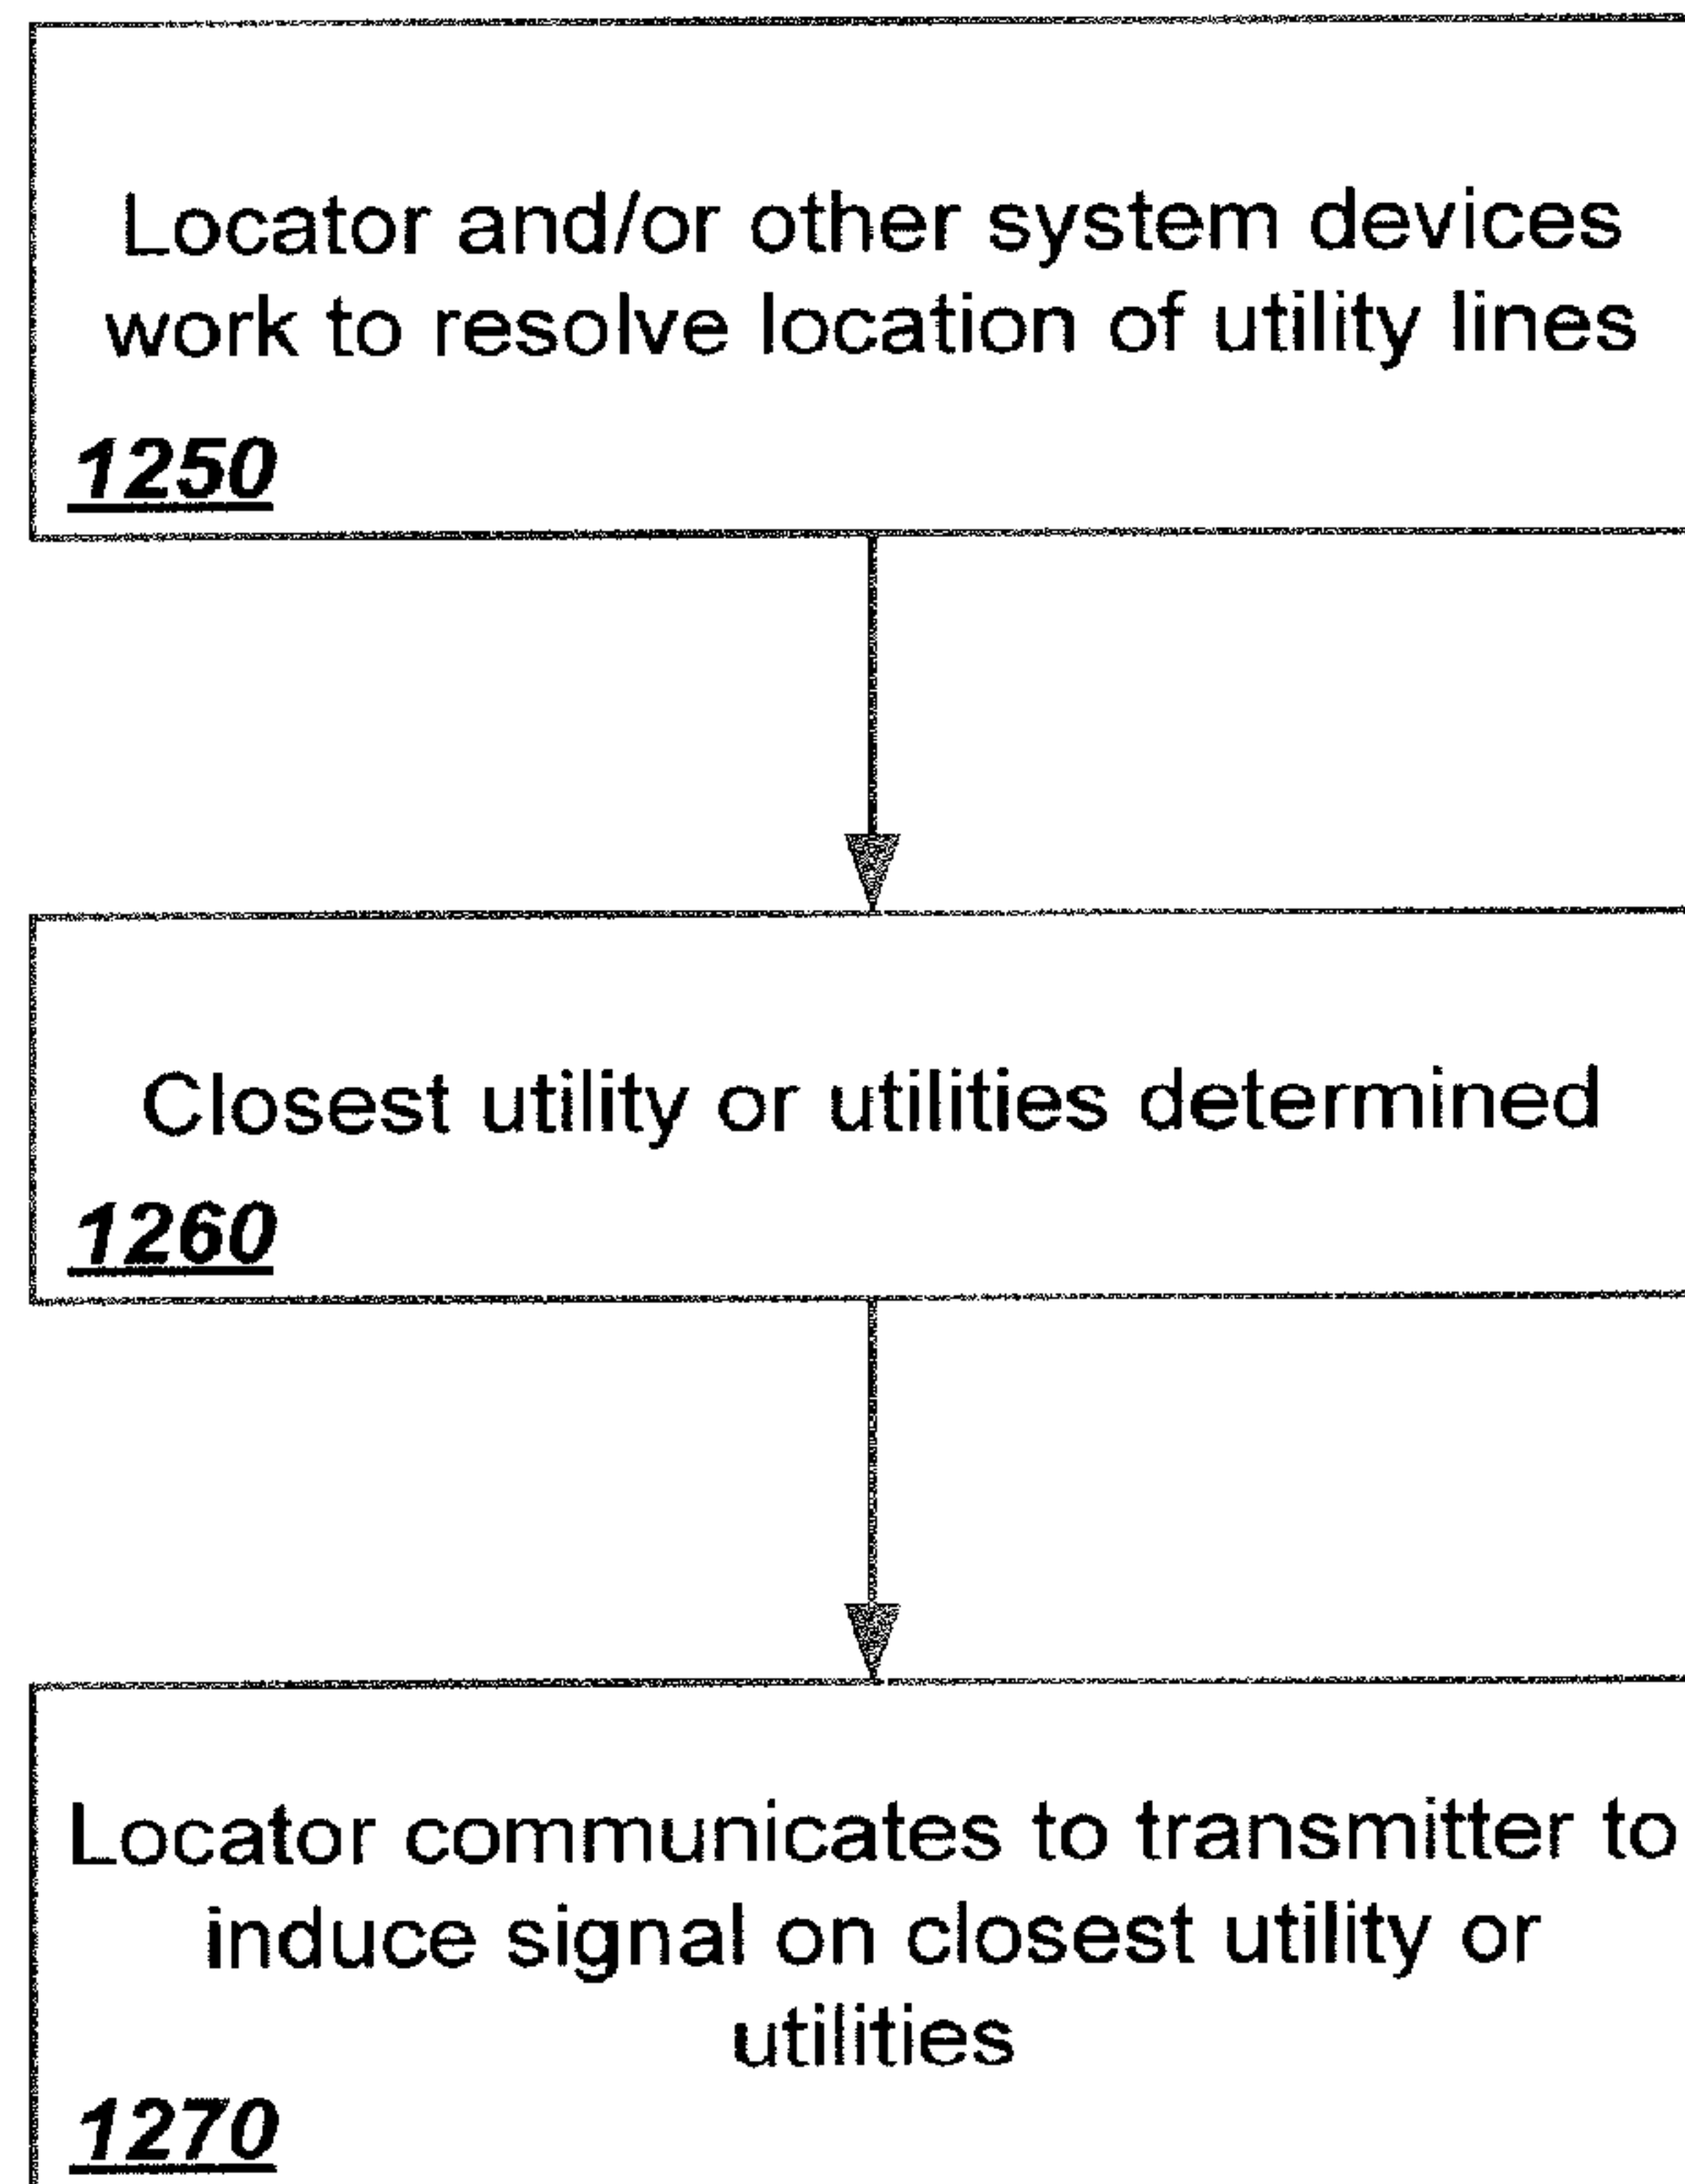 Locator and/or other system devices
work to resolve location of utility lines
1250
Closest utility or utilities determined
1260
Locator communicates to transmitter to
induce signal on closest utility or
utilities
1270